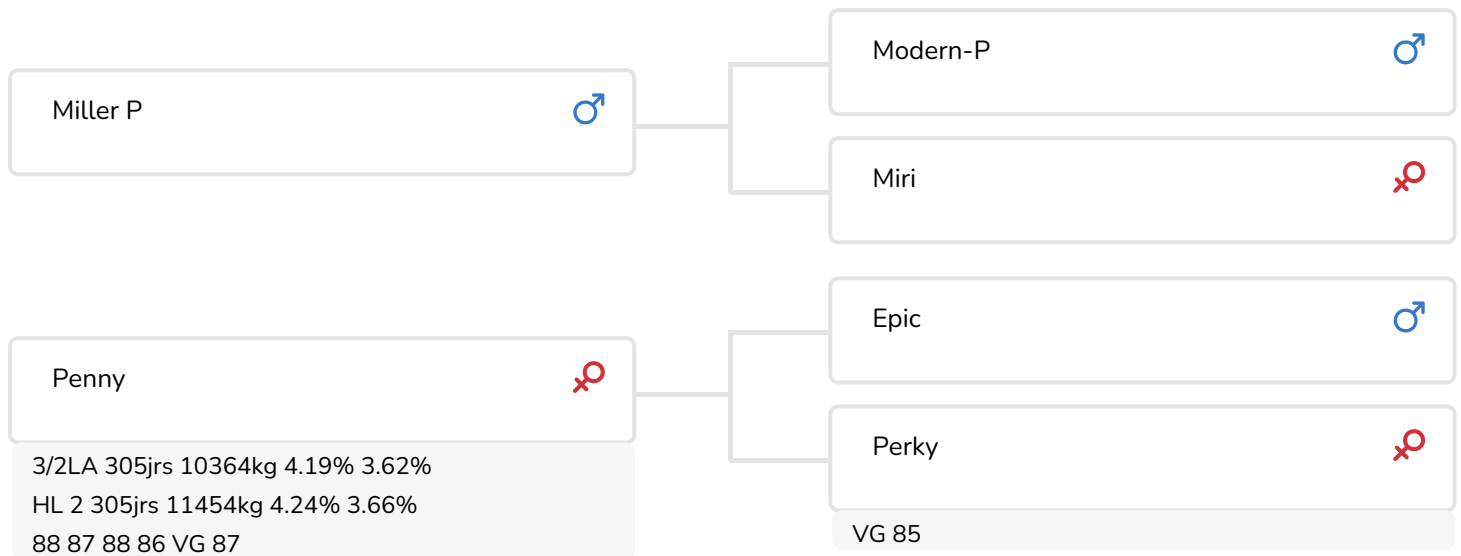 Miller P
Modern-P
Miri
Penny
3/2LA 305jrs 10364kg 4.19% 3.62%
HL 2 305jrs 11454kg 4.24% 3.66%
88 87 88 86 VG 87
Epic
Perky
VG 85